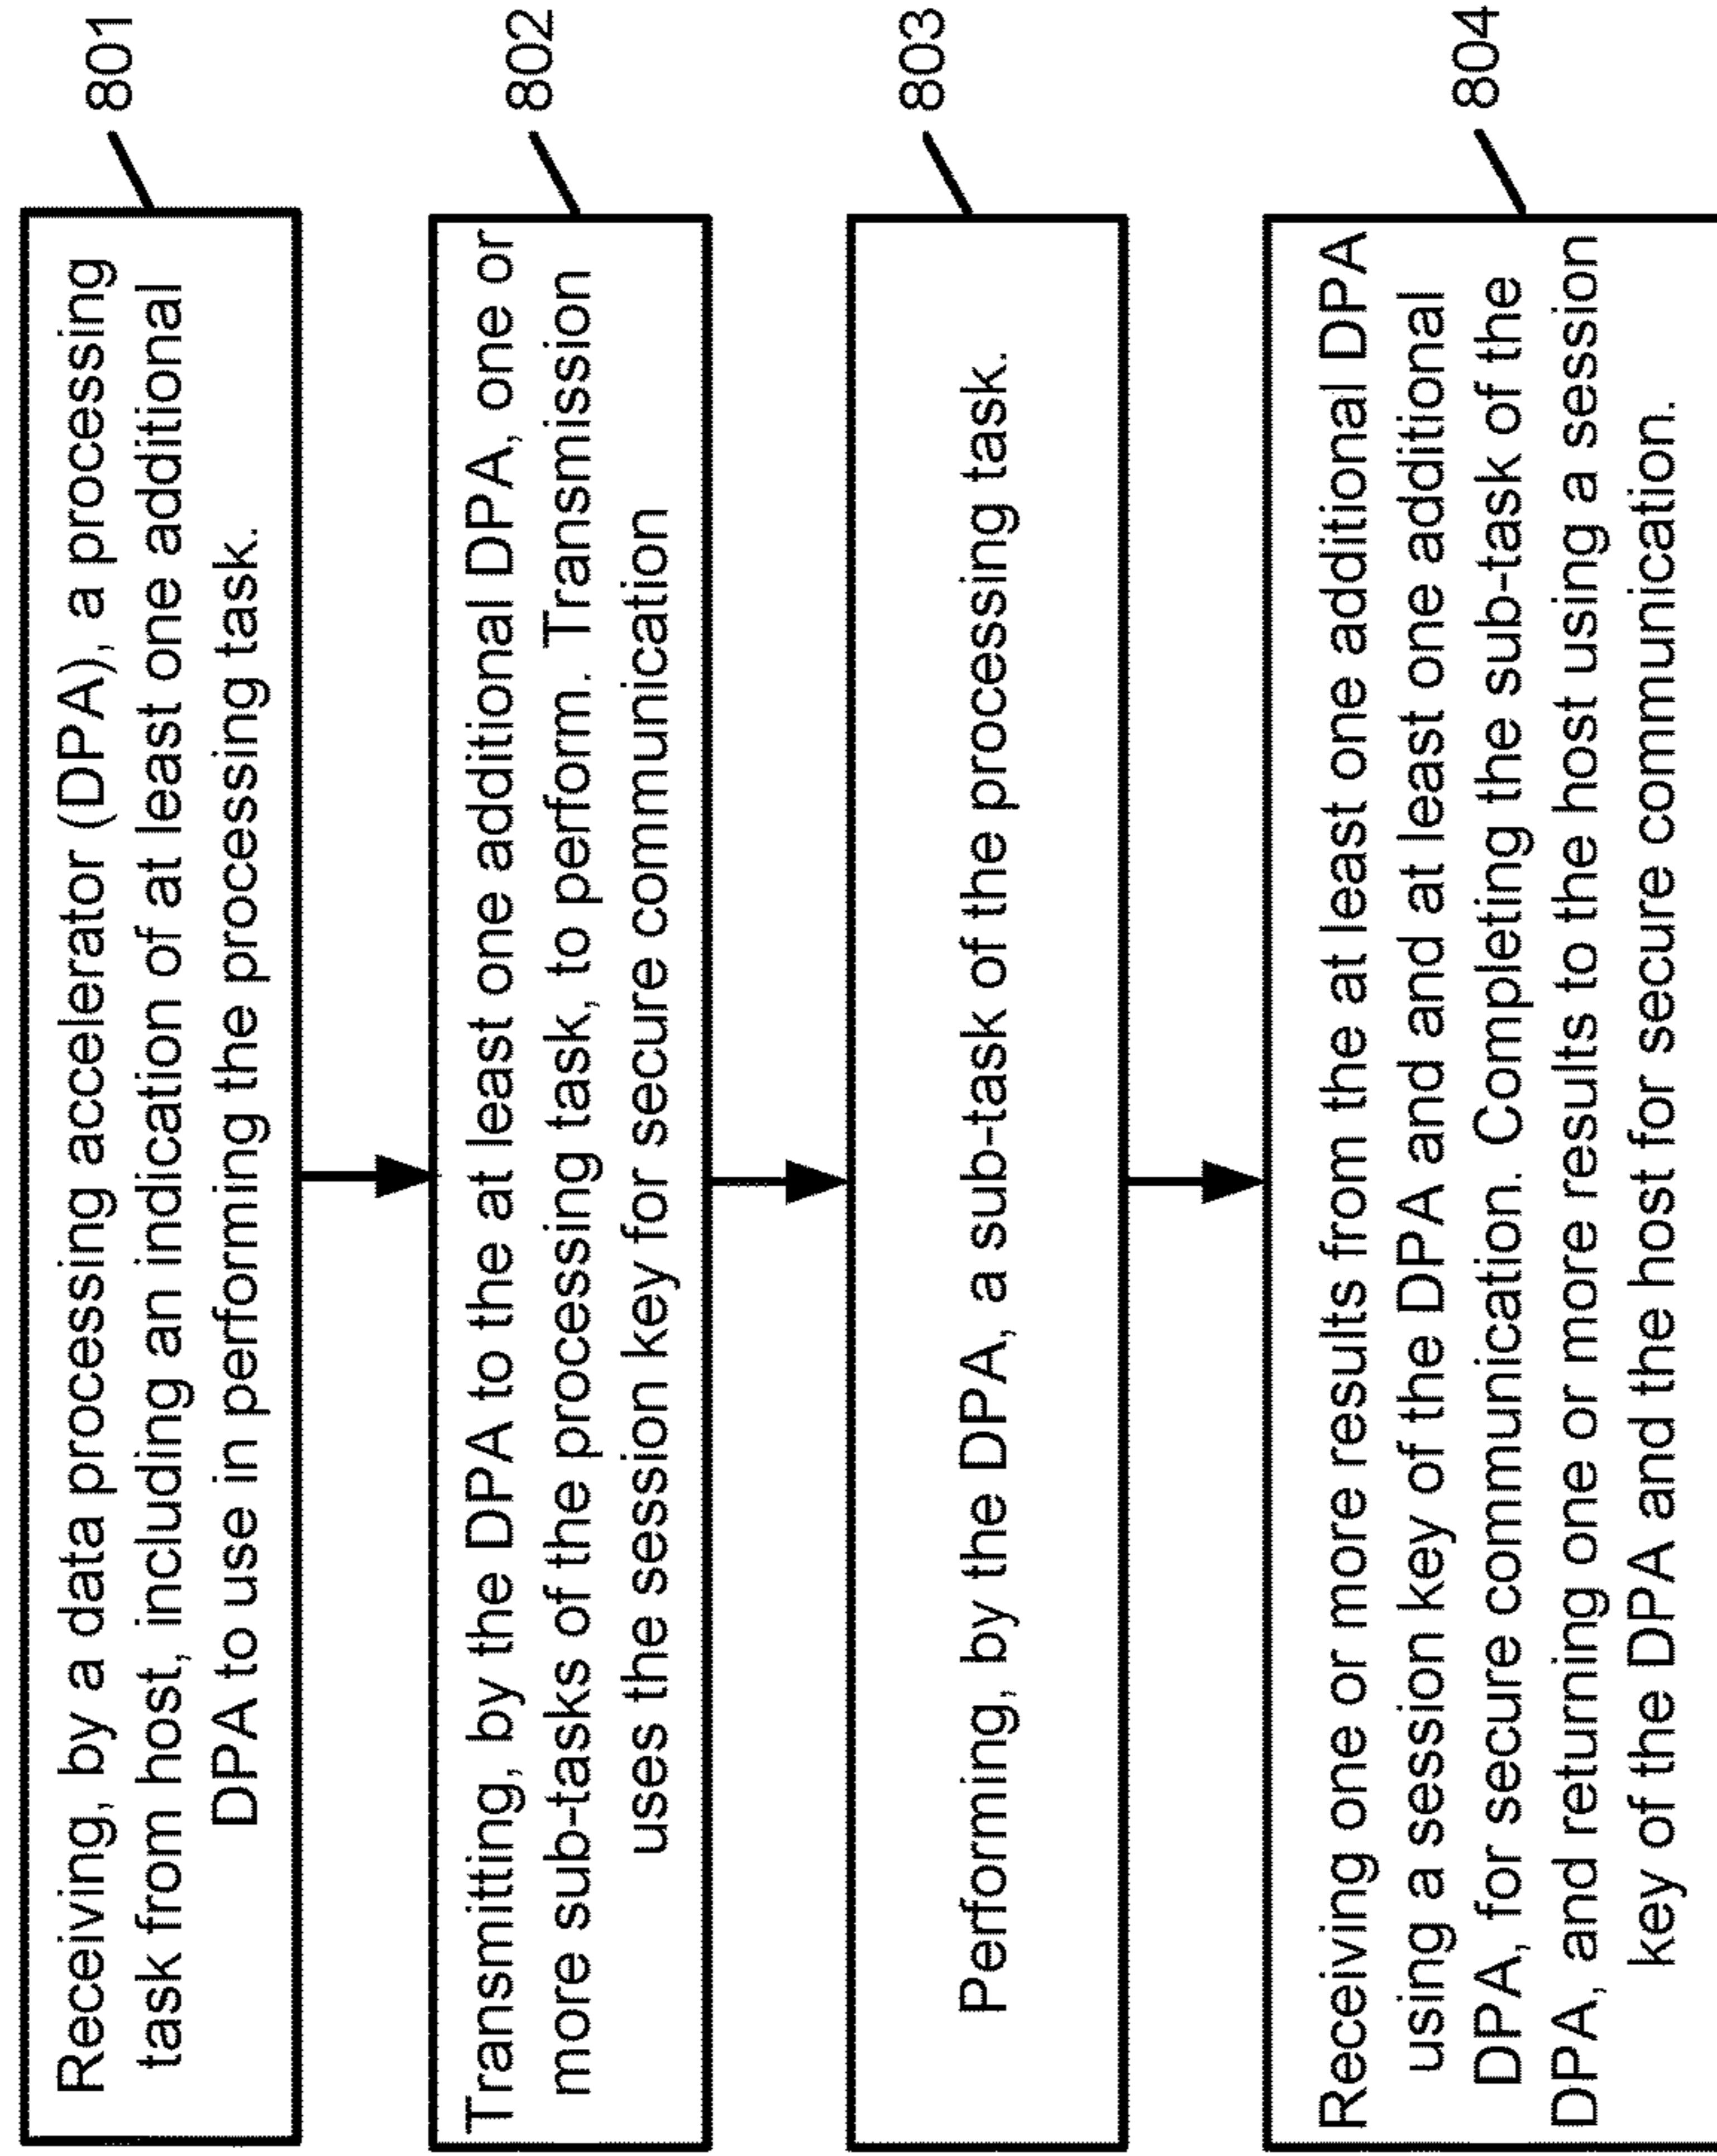 Receiving, by a data processing accelerator (DPA), a processing
task from host, including an indication of at least one additional
DPA to use in performing the processing task.
801
Transmitting, by the DPA to the at least one additional DPA, one or
more sub-tasks of the processing task, to perform. Transmission
uses the session key for secure communication
802
Performing, by the DPA, a sub-task of the processing task.
803
Receiving one or more results from the at least one additional DPA
using a session key of the DPA and and at least one additional
DPA, for secure communication. Completing the sub-task of the
DPA, and returning one or more results to the host using a session
key of the DPA and the host for secure communication.
804